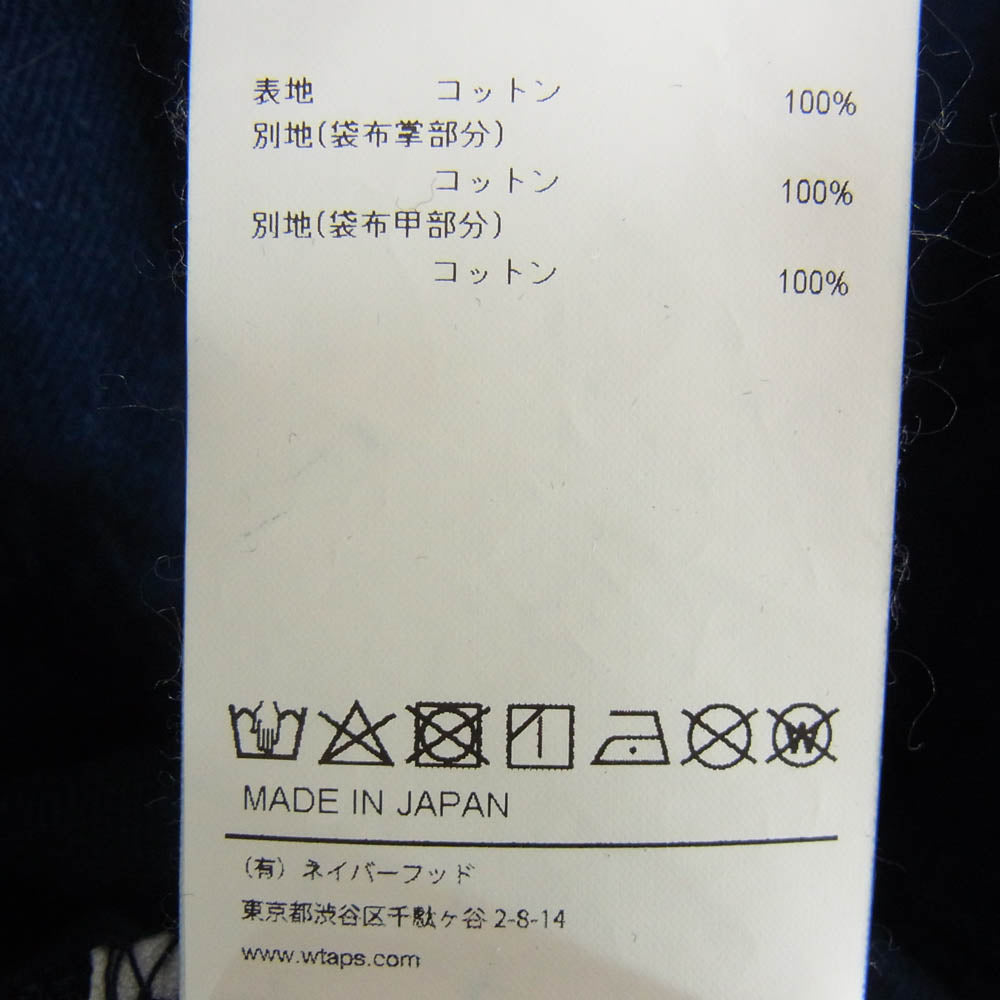 表地 コットン 100%
別地(袋布掌部分)
コットン 100%
別地(袋布甲部分)
コットン 100%
W
MADE IN JAPAN
(有) ネイバーフッド
東京都渋谷区千駄ヶ谷 2-8-14
www.wtaps.com